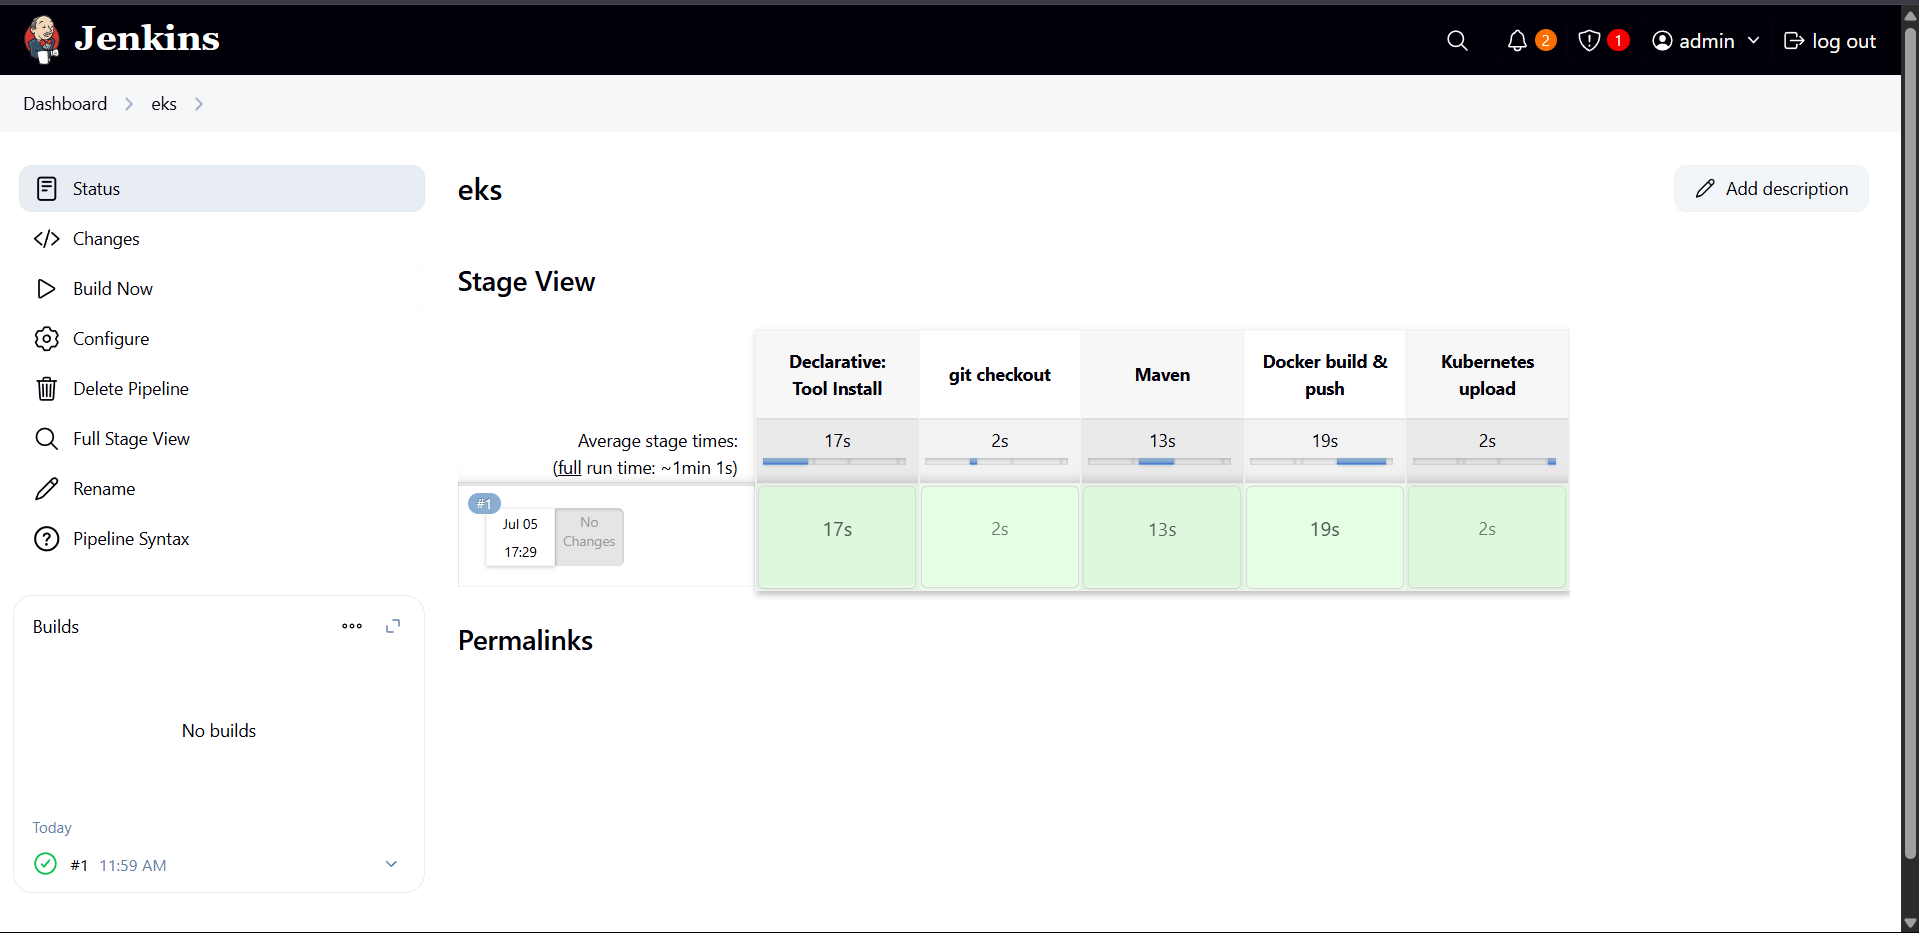 Jenkins
2
1
admin
log out
Dashboard
eks
Status
Changes
Build Now
Configure
Delete Pipeline
Full Stage View
Rename
Pipeline Syntax
Builds
No builds
Today
#1 11:59 AM
eks
Add description
Stage View
Declarative:
Tool Install
git checkout
Maven
Docker build &
push
Kubernetes
upload
Average stage times:
(full run time: ~1min 1s)
17s
2s
13s
19s
2s
#1
Jul 05
17:29
No
Changes
17s
2s
13s
19s
2s
Permalinks